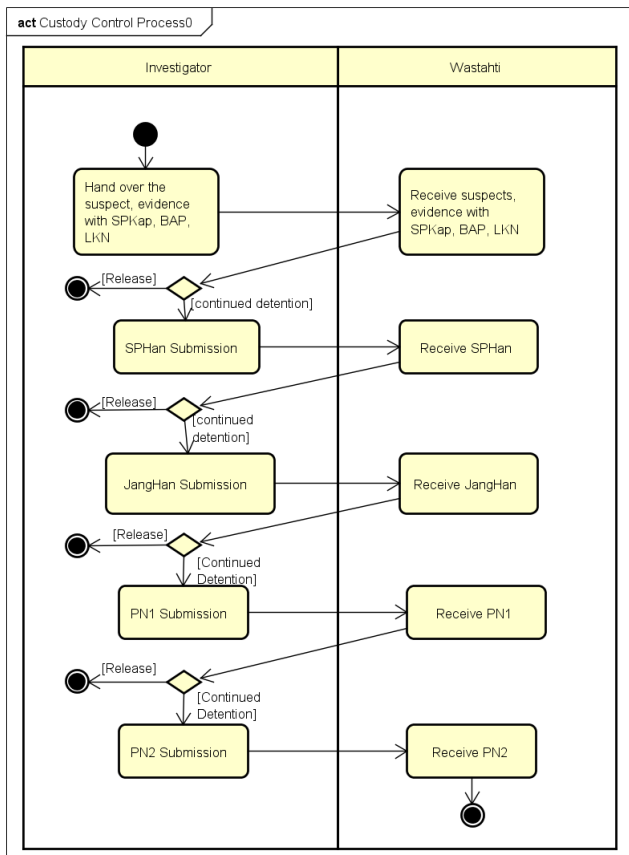 act Custody Control Process0
Investigator
Wastahti
Hand over the
suspect, evidence
with SPKap, BAP,
LKN
Receive suspects,
evidence with
SPKap, BAP, LKN
[Release]
[continued detention]
SPHan Submission
Receive SPHan
[Release]
[continued
detention]
JangHan Submission
Receive JangHan
[Release]
[Continued
Detention]
PN1 Submission
Receive PN1
[Release]
[Continued
Detention]
PN2 Submission
Receive PN2